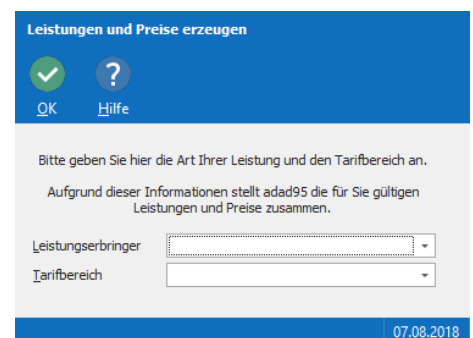 Leistungen und Preise erzeugen
OK Hilfe
Bitte geben Sie hier die Art Ihrer Leistung und den Tarifbereich an.
Aufgrund dieser Informationen stellt adad95 die für Sie gültigen
Leistungen und Preise zusammen.
Leistungserbringer
Tarifbereich
07.08.2018